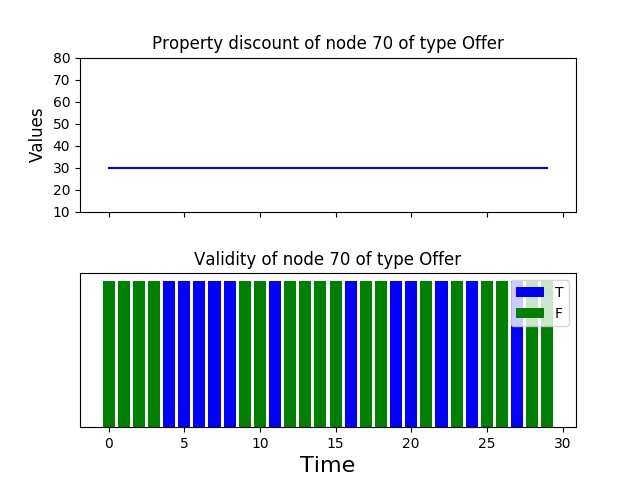 Property discount of node 70 of type Offer
80
70
60
50
40
30
20
10
Values
Validity of node 70 of type Offer
T
F
0 5 10 15 20 25 30
Time